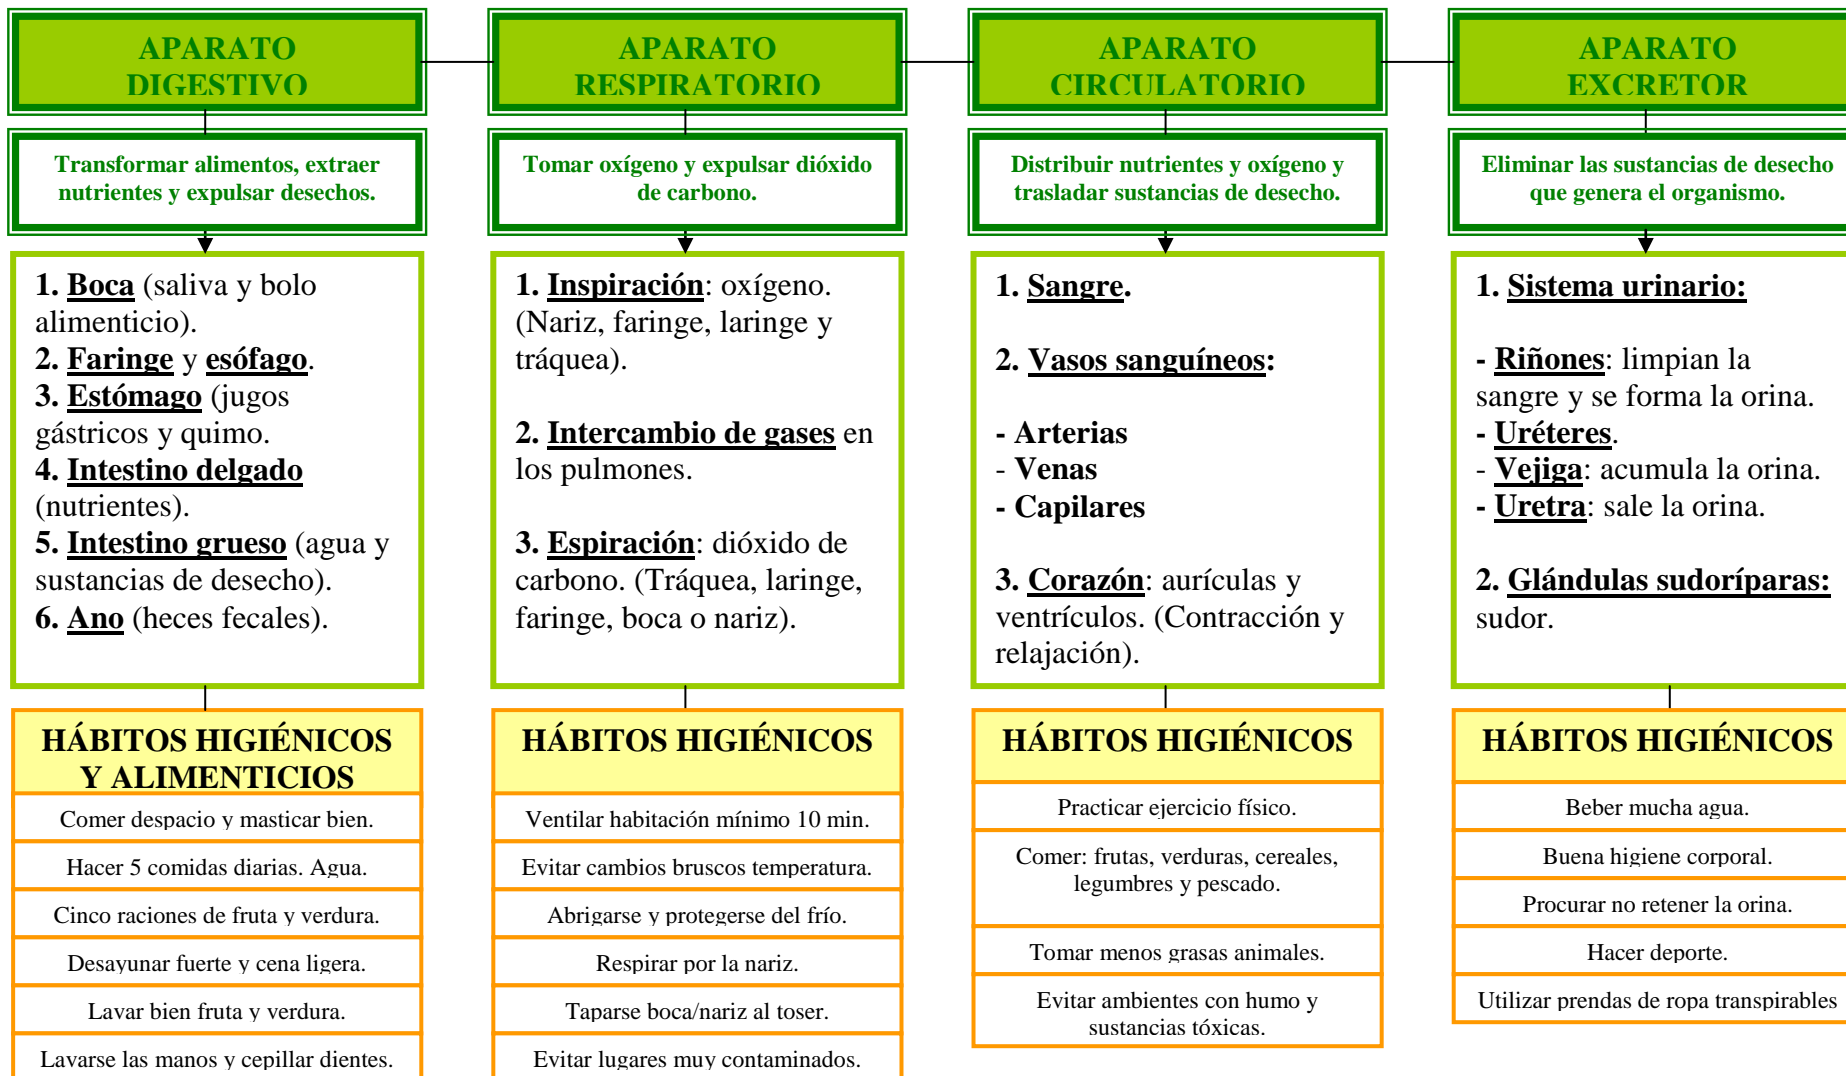 APARATO
DIGESTIVO
Transformar alimentos, extraer
nutrientes y expulsar desechos.
1. Boca (saliva y bolo
alimenticio).
2. Faringe y esófago.
3. Estómago (jugos
gástricos y quimo.
4. Intestino delgado
(nutrientes).
5. Intestino grueso (agua y
sustancias de desecho).
6. Ano (heces fecales).
HÁBITOS HIGIÉNICOS
Y ALIMENTICIOS
Comer despacio y masticar bien.
Hacer 5 comidas diarias. Agua.
Cinco raciones de fruta y verdura.
Desayunar fuerte y cena ligera.
Lavar bien fruta y verdura.
Lavarse las manos y cepillar dientes.
APARATO
RESPIRATORIO
Tomar oxígeno y expulsar dióxido
de carbono.
1. Inspiración: oxígeno.
(Nariz, faringe, laringe y
tráquea).
2. Intercambio de gases en
los pulmones.
3. Espiración: dióxido de
carbono. (Tráquea, laringe,
faringe, boca o nariz).
HÁBITOS HIGIÉNICOS
Ventilar habitación mínimo 10 min.
Evitar cambios bruscos temperatura.
Abrigarse y protegerse del frío.
Respirar por la nariz.
Taparse boca/nariz al toser.
Evitar lugares muy contaminados.
APARATO
CIRCULATORIO
Distribuir nutrientes y oxígeno y
trasladar sustancias de desecho.
1. Sangre.
2. Vasos sanguíneos:
- Arterias
- Venas
- Capilares
3. Corazón: aurículas y
ventrículos. (Contracción y
relajación).
HÁBITOS HIGIÉNICOS
Practicar ejercicio físico.
Comer: frutas, verduras, cereales,
legumbres y pescado.
Tomar menos grasas animales.
Evitar ambientes con humo y
sustancias tóxicas.
APARATO
EXCRETOR
Eliminar las sustancias de desecho
que genera el organismo.
1. Sistema urinario:
- Riñones: limpian la
sangre y se forma la orina.
- Uréteres.
- Vejiga: acumula la orina.
- Uretra: sale la orina.
2. Glándulas sudoríparas:
sudor.
HÁBITOS HIGIÉNICOS
Beber mucha agua.
Buena higiene corporal.
Procurar no retener la orina.
Hacer deporte.
Utilizar prendas de ropa transpirables